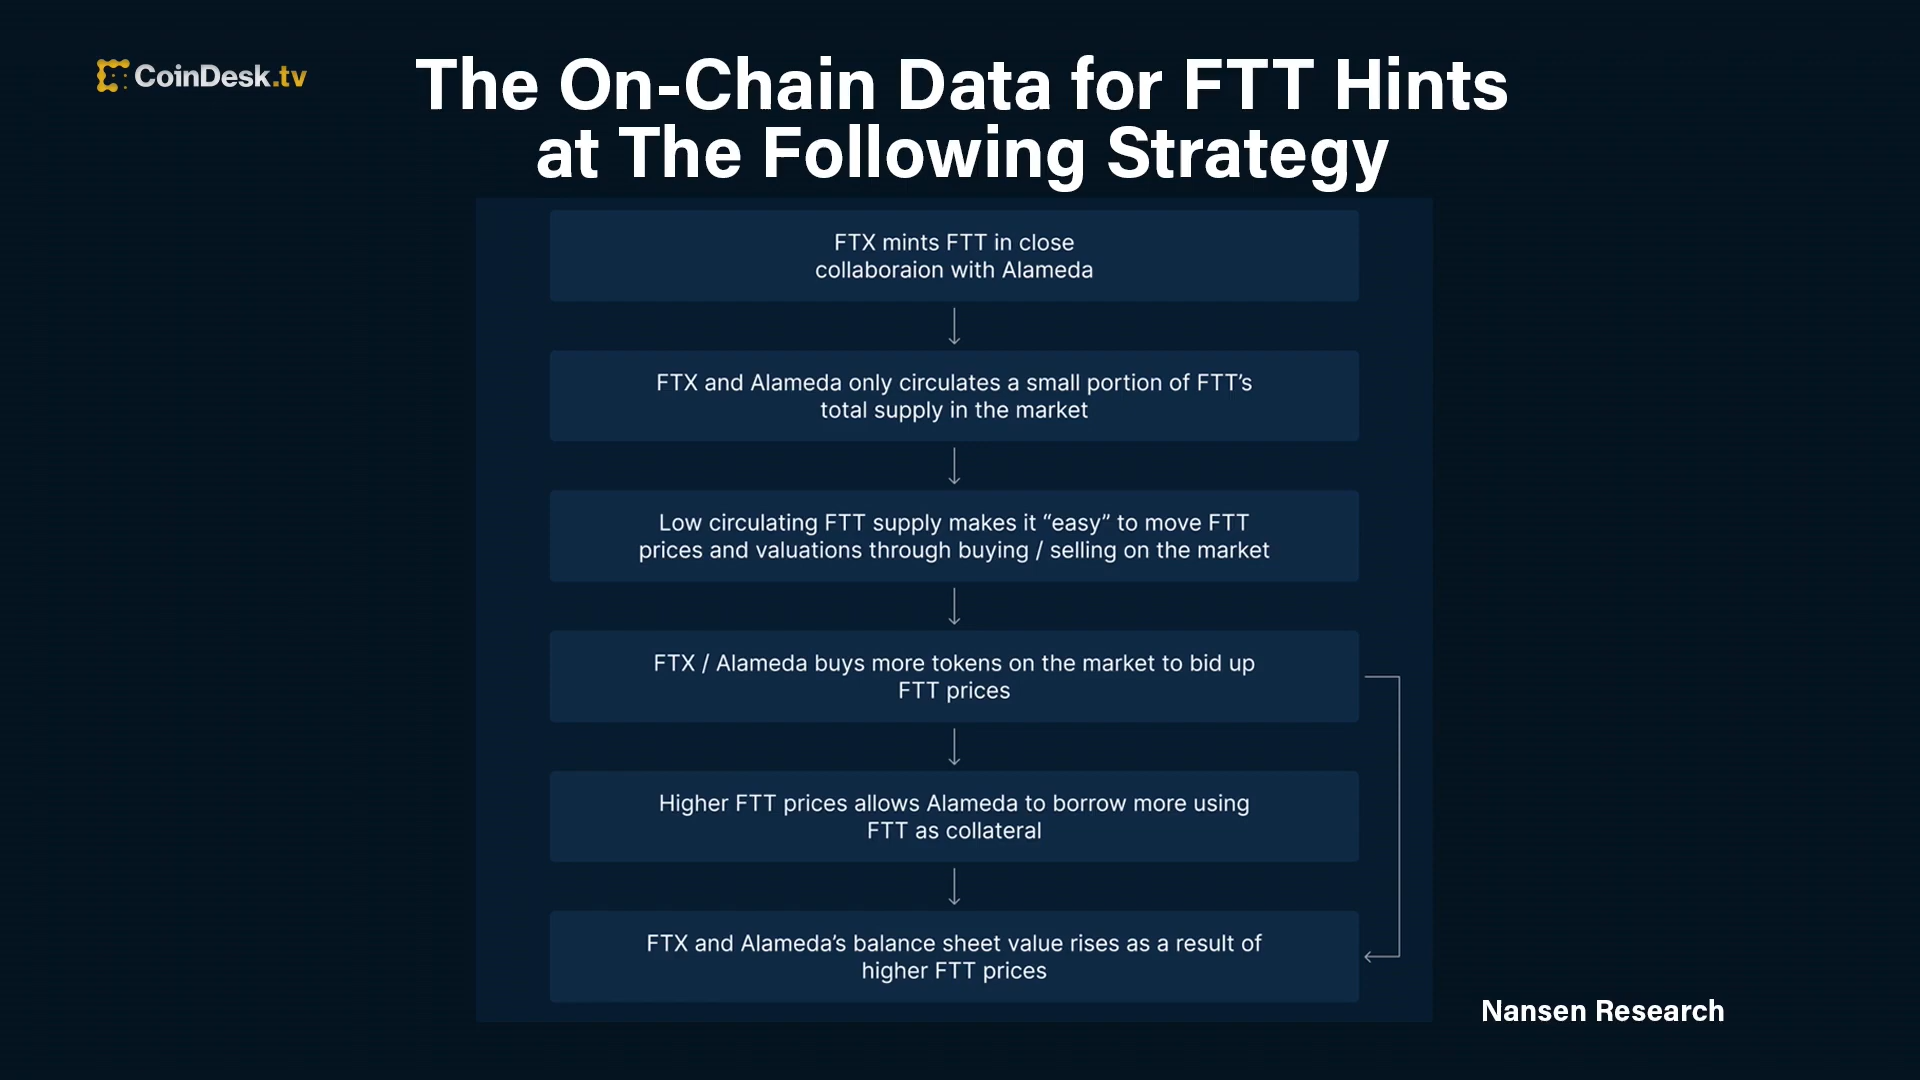 CoinDesk.tv
The On-Chain Data for FTT Hints
at The Following Strategy
FTX mints FTT in close
collaboraion with Alameda
FTX and Alameda only circulates a small portion of FTT’s
total supply in the market
Low circulating FTT supply makes it “easy” to move FTT
prices and valuations through buying / selling on the market
FTX / Alameda buys more tokens on the market to bid up
FTT prices
Higher FTT prices allows Alameda to borrow more using
FTT as collateral
FTX and Alameda’s balance sheet value rises as a result of
higher FTT prices
Nansen Research